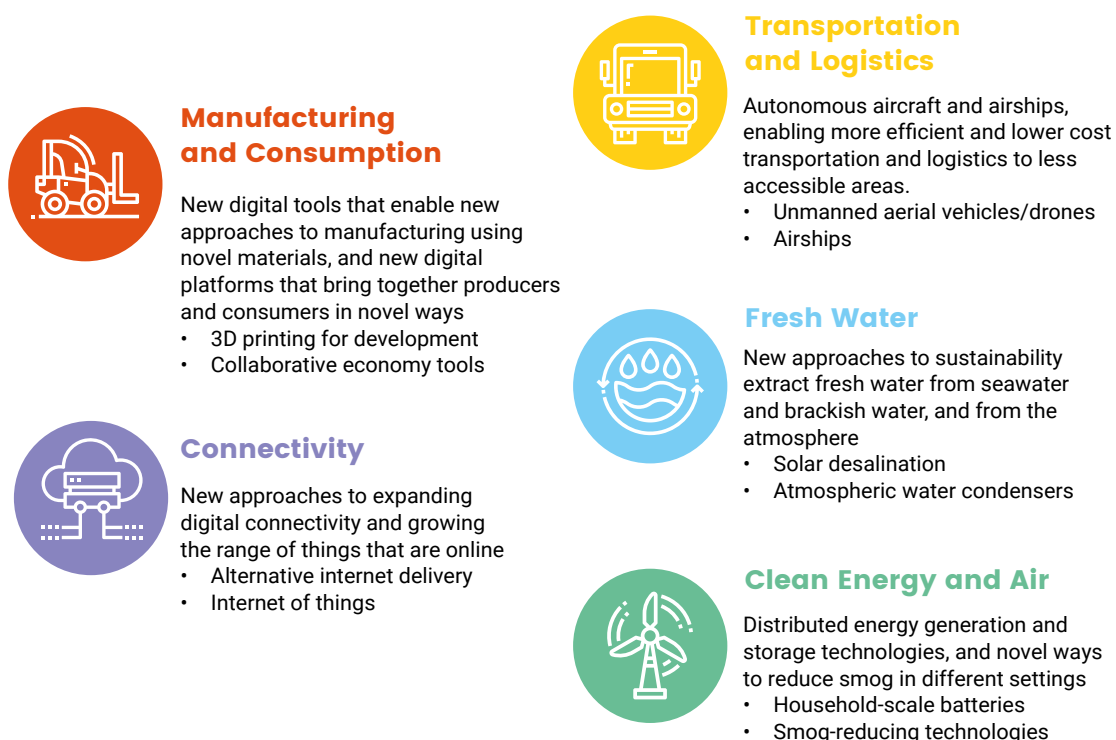 Manufacturing
and Consumption
New digital tools that enable new
approaches to manufacturing using
novel materials, and new digital
platforms that bring together producers
and consumers in novel ways
• 3D printing for development
• Collaborative economy tools
Connectivity
New approaches to expanding
digital connectivity and growing
the range of things that are online
• Alternative internet delivery
• Internet of things
Transportation
and Logistics
Autonomous aircraft and airships,
enabling more efficient and lower cost
transportation and logistics to less
accessible areas.
• Unmanned aerial vehicles/drones
• Airships
Fresh Water
New approaches to sustainability
extract fresh water from seawater
and brackish water, and from the
atmosphere
• Solar desalination
• Atmospheric water condensers
Clean Energy and Air
Distributed energy generation and
storage technologies, and novel ways
to reduce smog in different settings
• Household-scale batteries
• Smog-reducing technologies